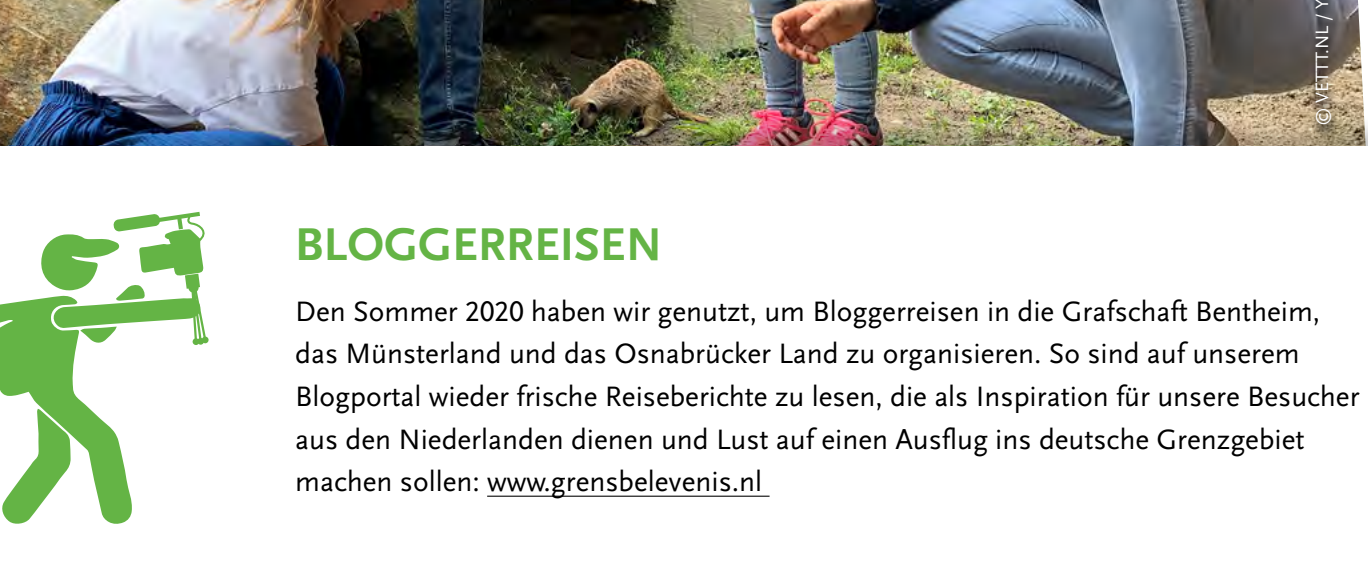 ©VETTT.NL / Y
BLOGGERREISEN
Den Sommer 2020 haben wir genutzt, um Bloggerreisen in die Grafschaft Bentheim,
das Münsterland und das Osnabrücker Land zu organisieren. So sind auf unserem
Blogportal wieder frische Reiseberichte zu lesen, die als Inspiration für unsere Besucher
aus den Niederlanden dienen und Lust auf einen Ausflug ins deutsche Grenzgebiet
machen sollen: www.grensbelevenis.nl